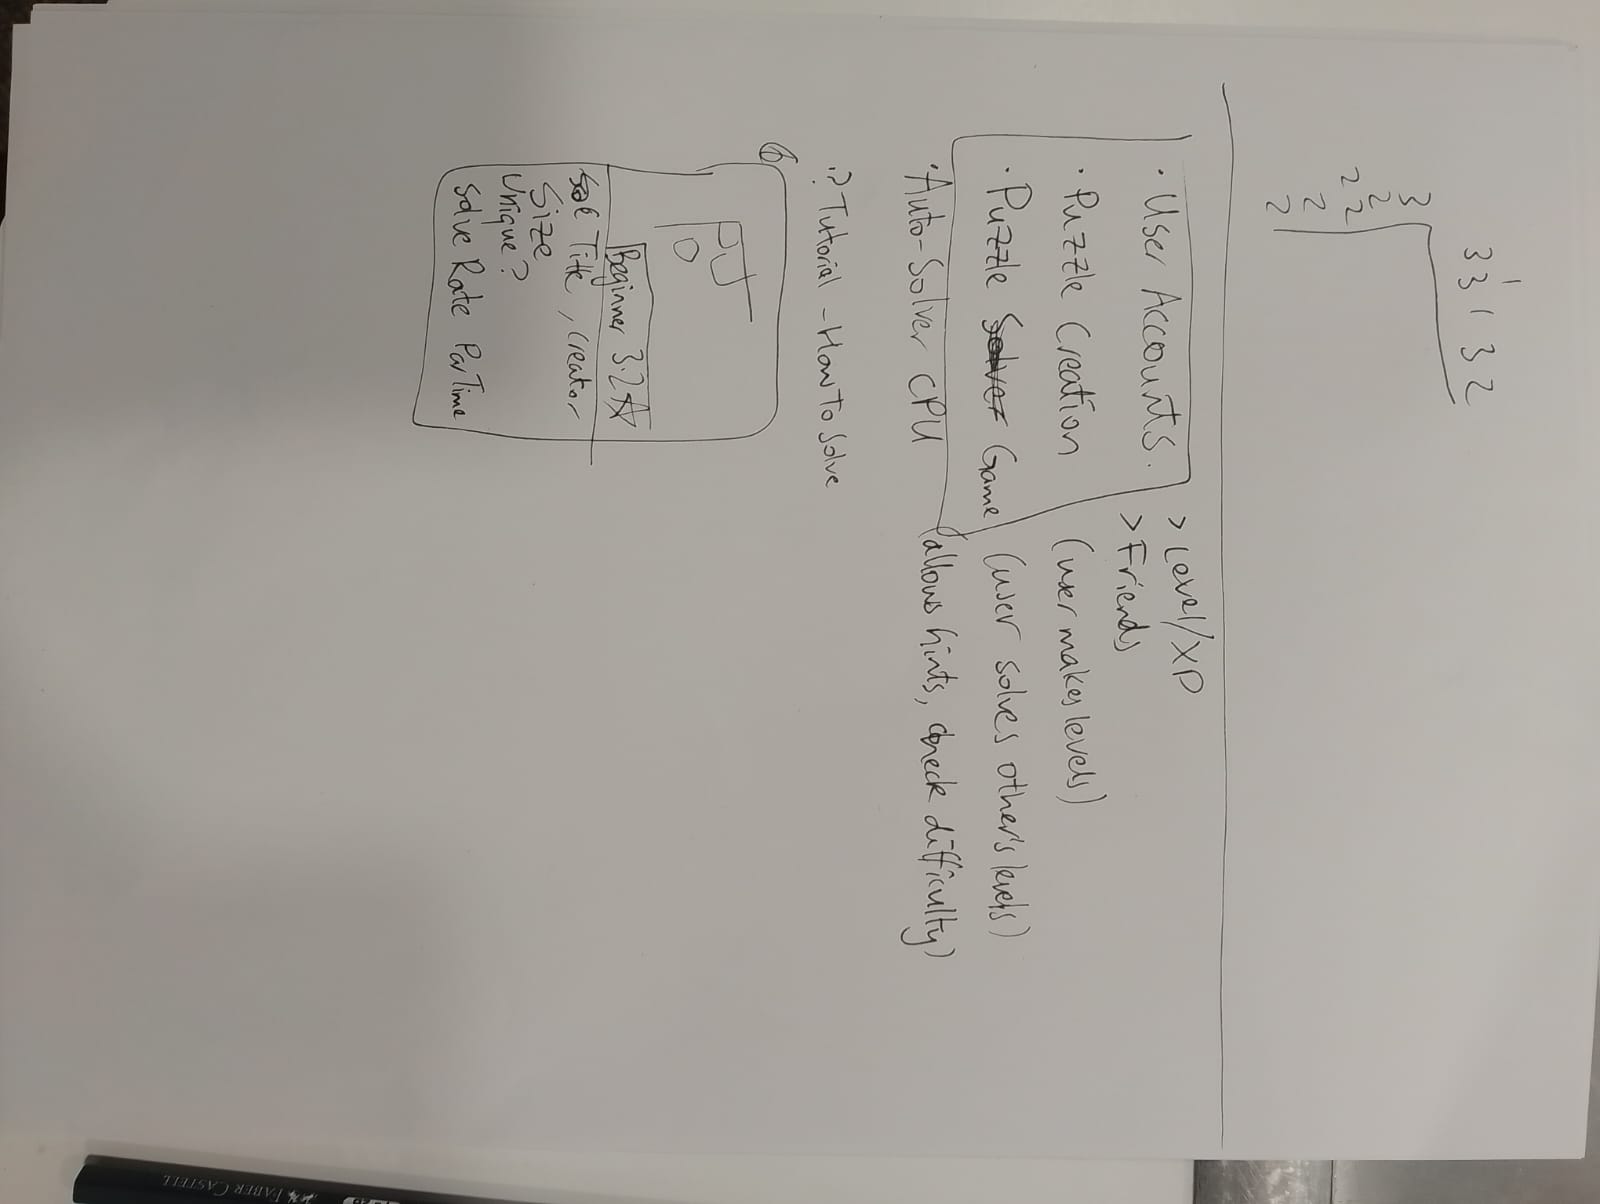 1
3 3 1 3 2
3
2
2 2
2
2
· User Accounts. > Level/XP
> Friends
· Puzzle Creation (user makes levels)
· Puzzle Solver Game (user solves other's levels)
· Auto-Solver CPU (allows hints, check difficulty)
·? Tutorial - How To Solve
6
Beginner 3.2☆
Title, Creator
Size
Unique?
Solve Rate Par Time
FABER CASTELL